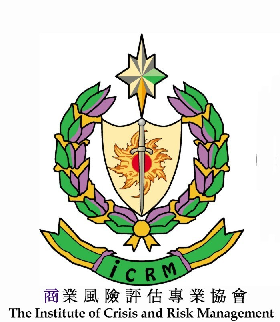 iCRM
商業風險評估專業協會
The Institute of Crisis and Risk Management